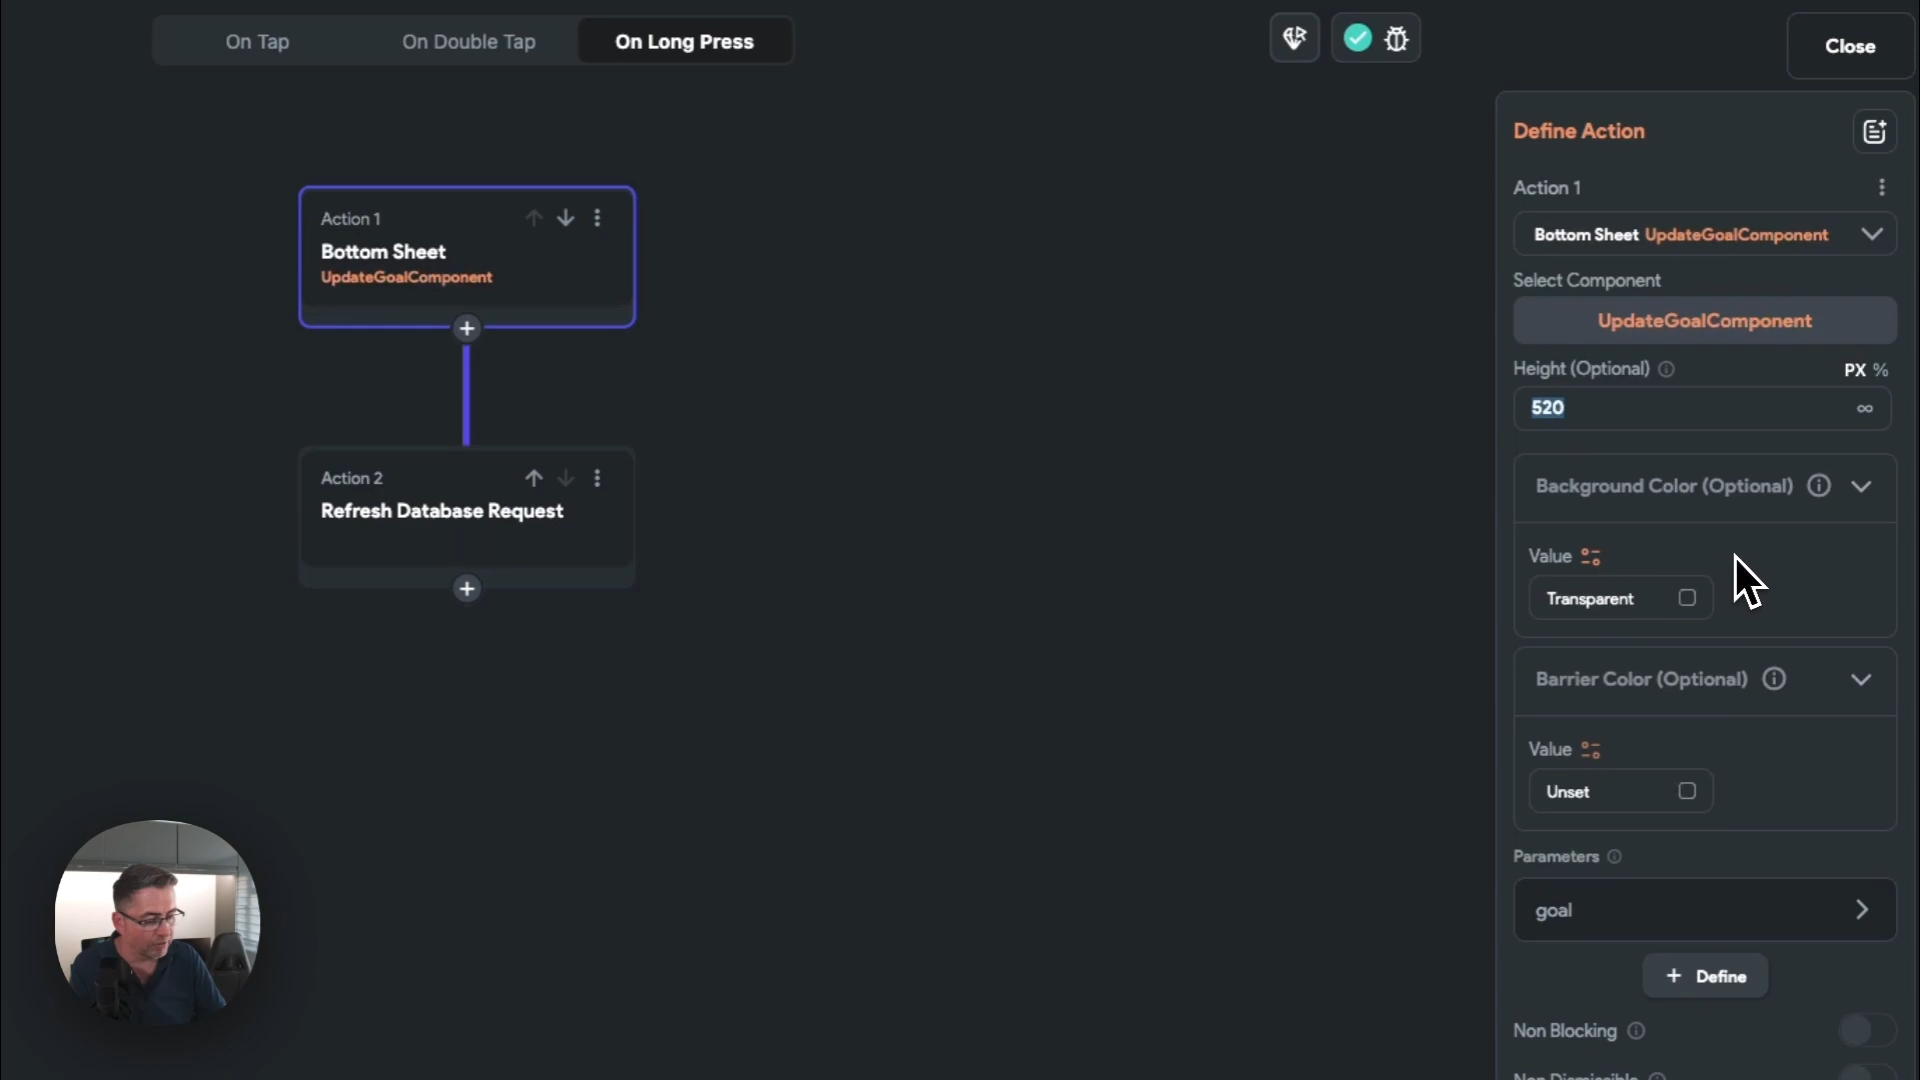 On Tap
On Double Tap
On Long Press
Close
Action 1
Bottom Sheet
UpdateGoalComponent
Action 2
Refresh Database Request
Define Action
Action 1
Bottom Sheet UpdateGoalComponent
Select Component
UpdateGoalComponent
Height (Optional)
PX %
520
∞
Background Color (Optional)
Value
Transparent
Barrier Color (Optional)
Value
Unset
Parameters
goal
+ Define
Non Blocking
Non Dismissible